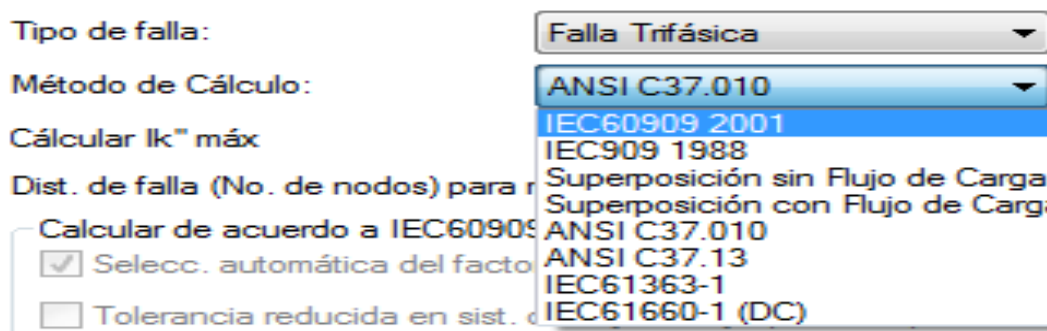 Tipo de falla:
Falla Trifásica
Método de Cálculo:
ANSI C37.010
IEC60909 2001
Cálcular Ik" máx
IEC909 1988
Dist. de falla (No. de nodos) para
Superposición sin Flujo de Carga
Superposición con Flujo de Carga
Calcular de acuerdo a IEC60909
ANSI C37.010
Selecc. automática del facto
ANSI C37.13
IEC61363-1
Tolerancia reducida en sist.
IEC61660-1 (DC)